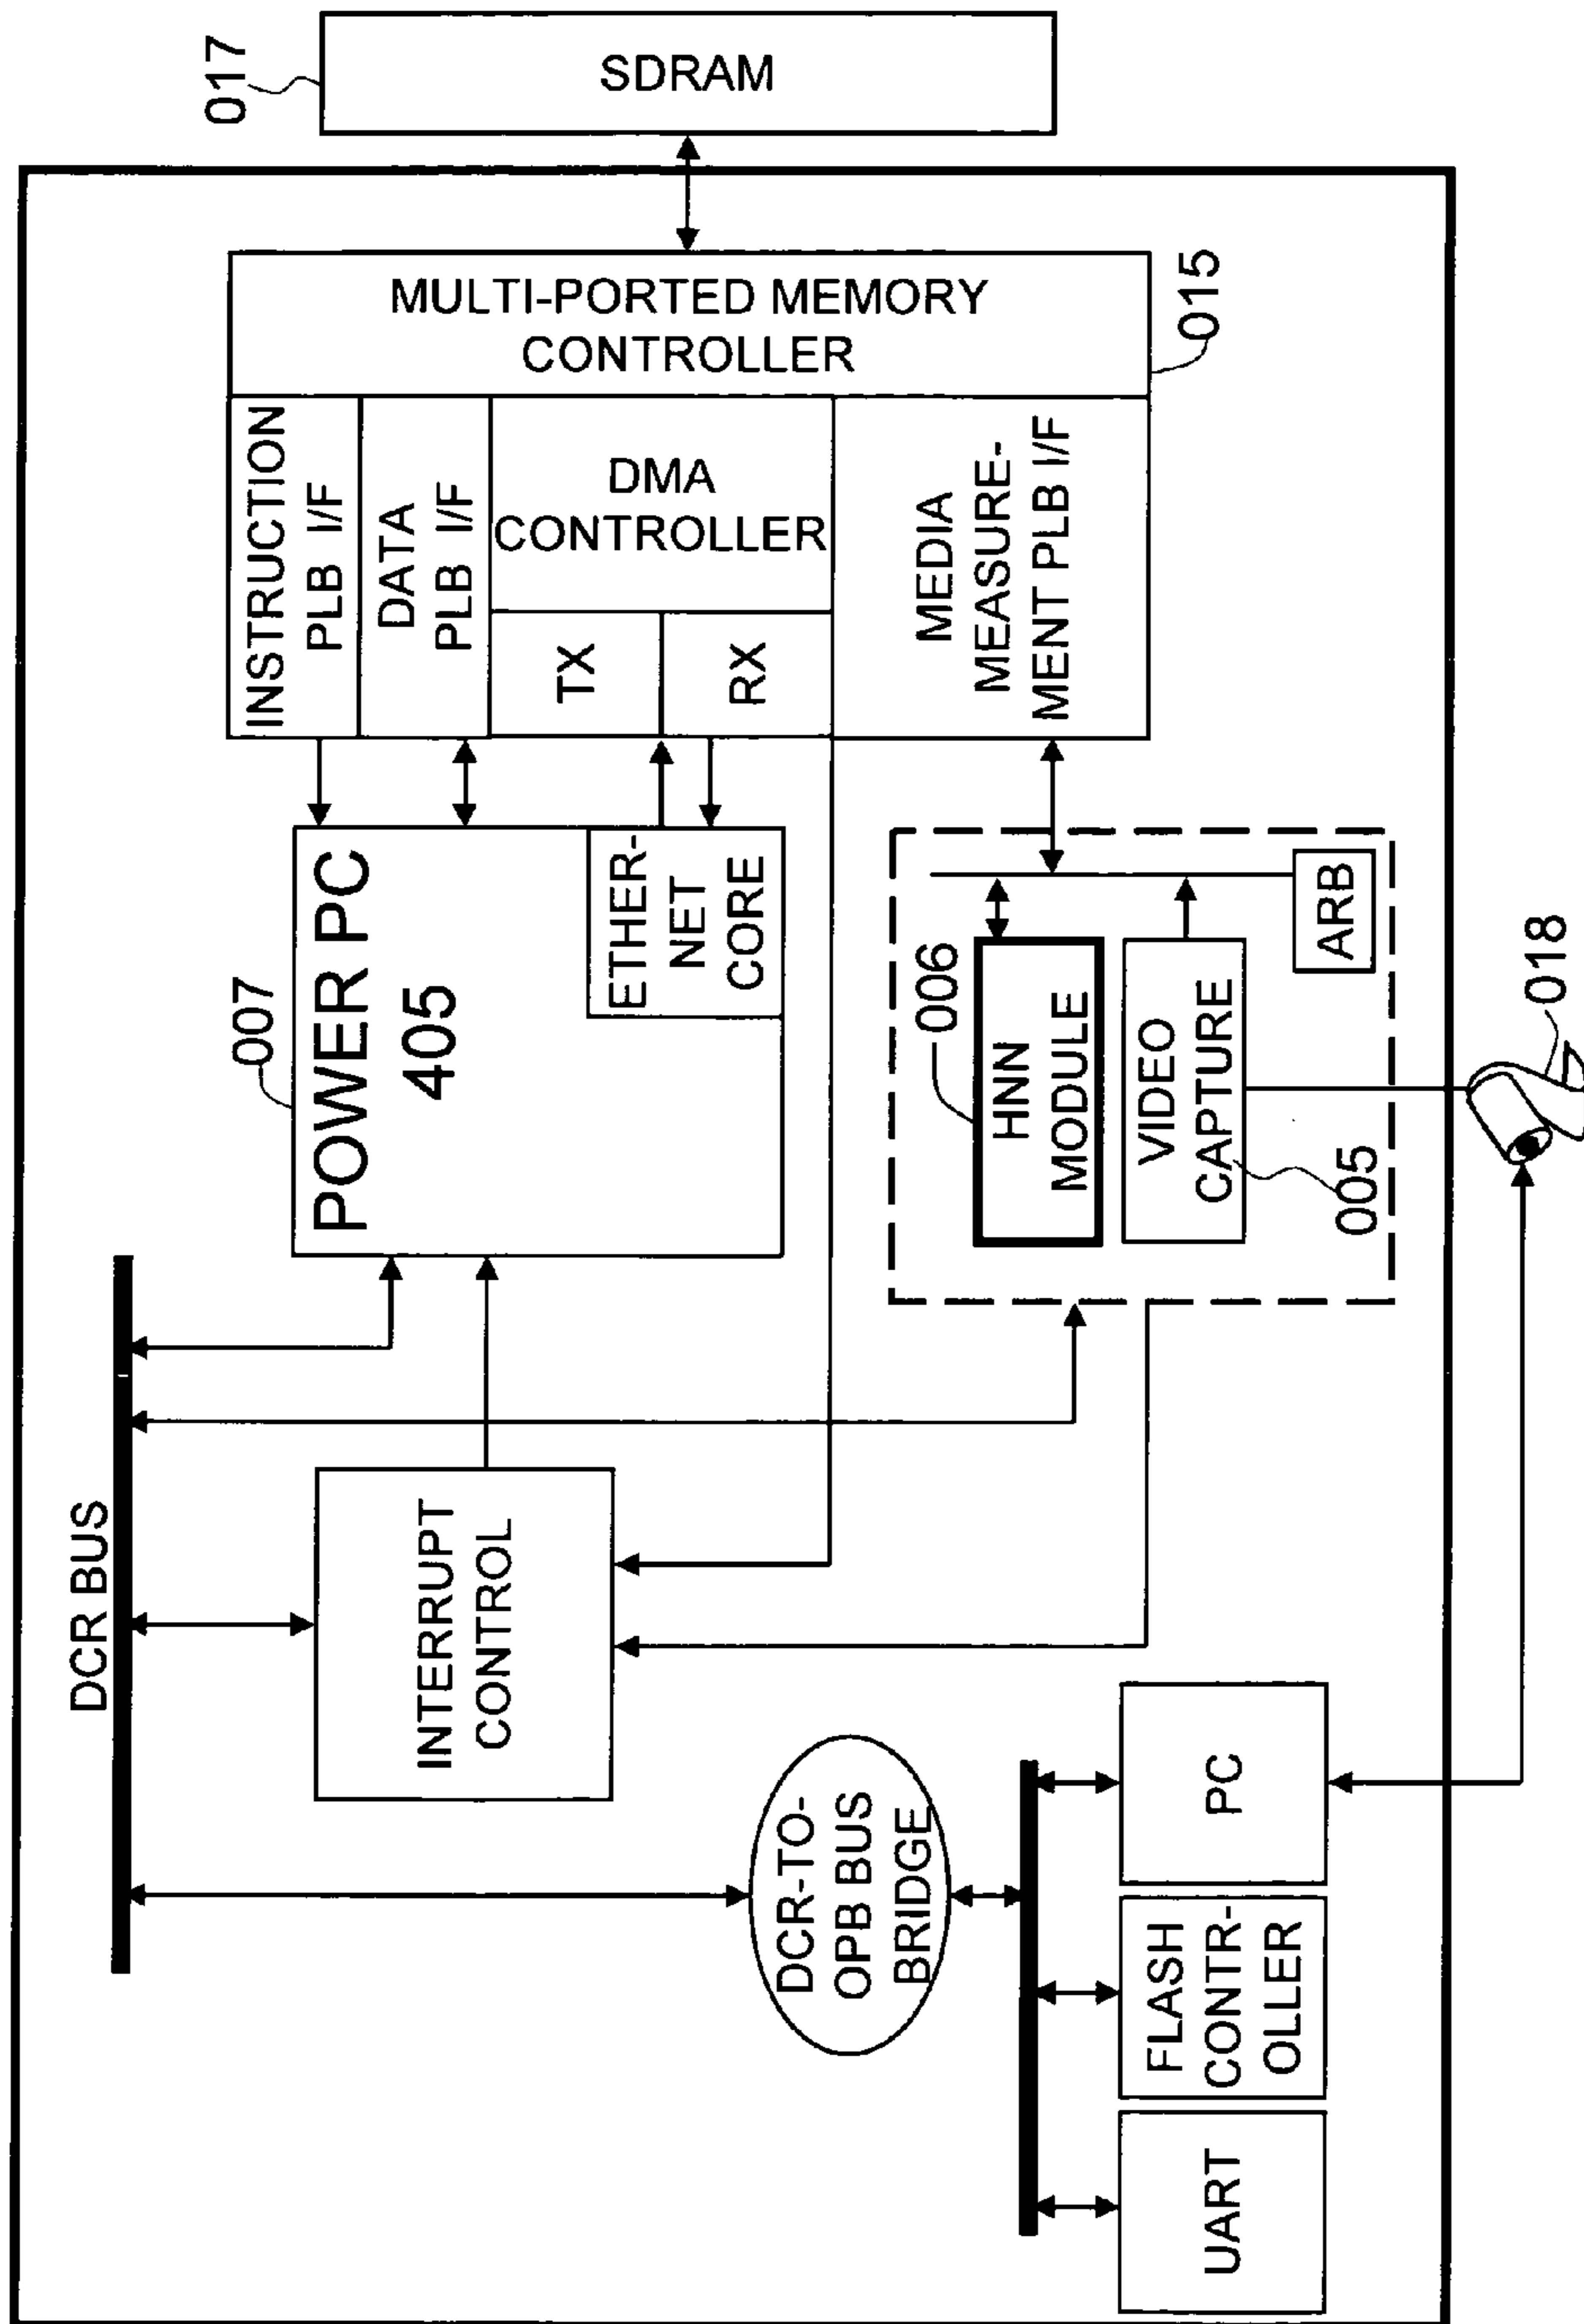 DCR BUS
017
SDRAM
MULTI-PORTED MEMORY
CONTROLLER
015
INSTRUCTION
PLB I/F
DATA
PLB I/F
DMA
CONTROLLER
TX
RX
MEDIA
MEASURE-
MENT PLB I/F
007
POWER PC
405
ETHER-
NET
CORE
006
HNN
MODULE
VIDEO
CAPTURE
005
ARB
018
INTERRUPT
CONTROL
DCR-TO-
OPB BUS
BRIDGE
UART
FLASH
CONTR-
OLLER
PC